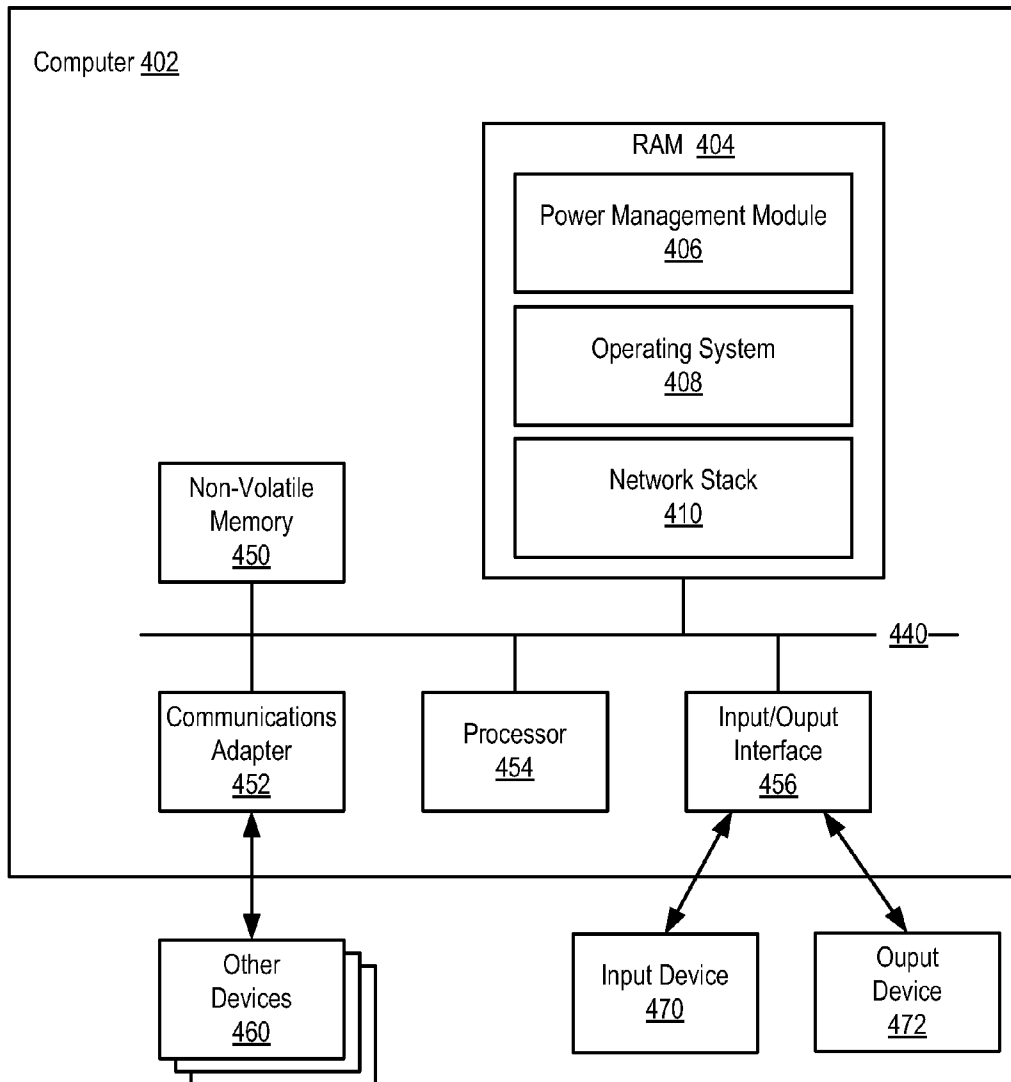 Computer 402
RAM 404
Power Management Module
406
Operating System
408
Network Stack
410
Non-Volatile
Memory
450
440
Communications
Adapter
452
Processor
454
Input/Ouput
Interface
456
Other
Devices
460
Input Device
470
Ouput
Device
472